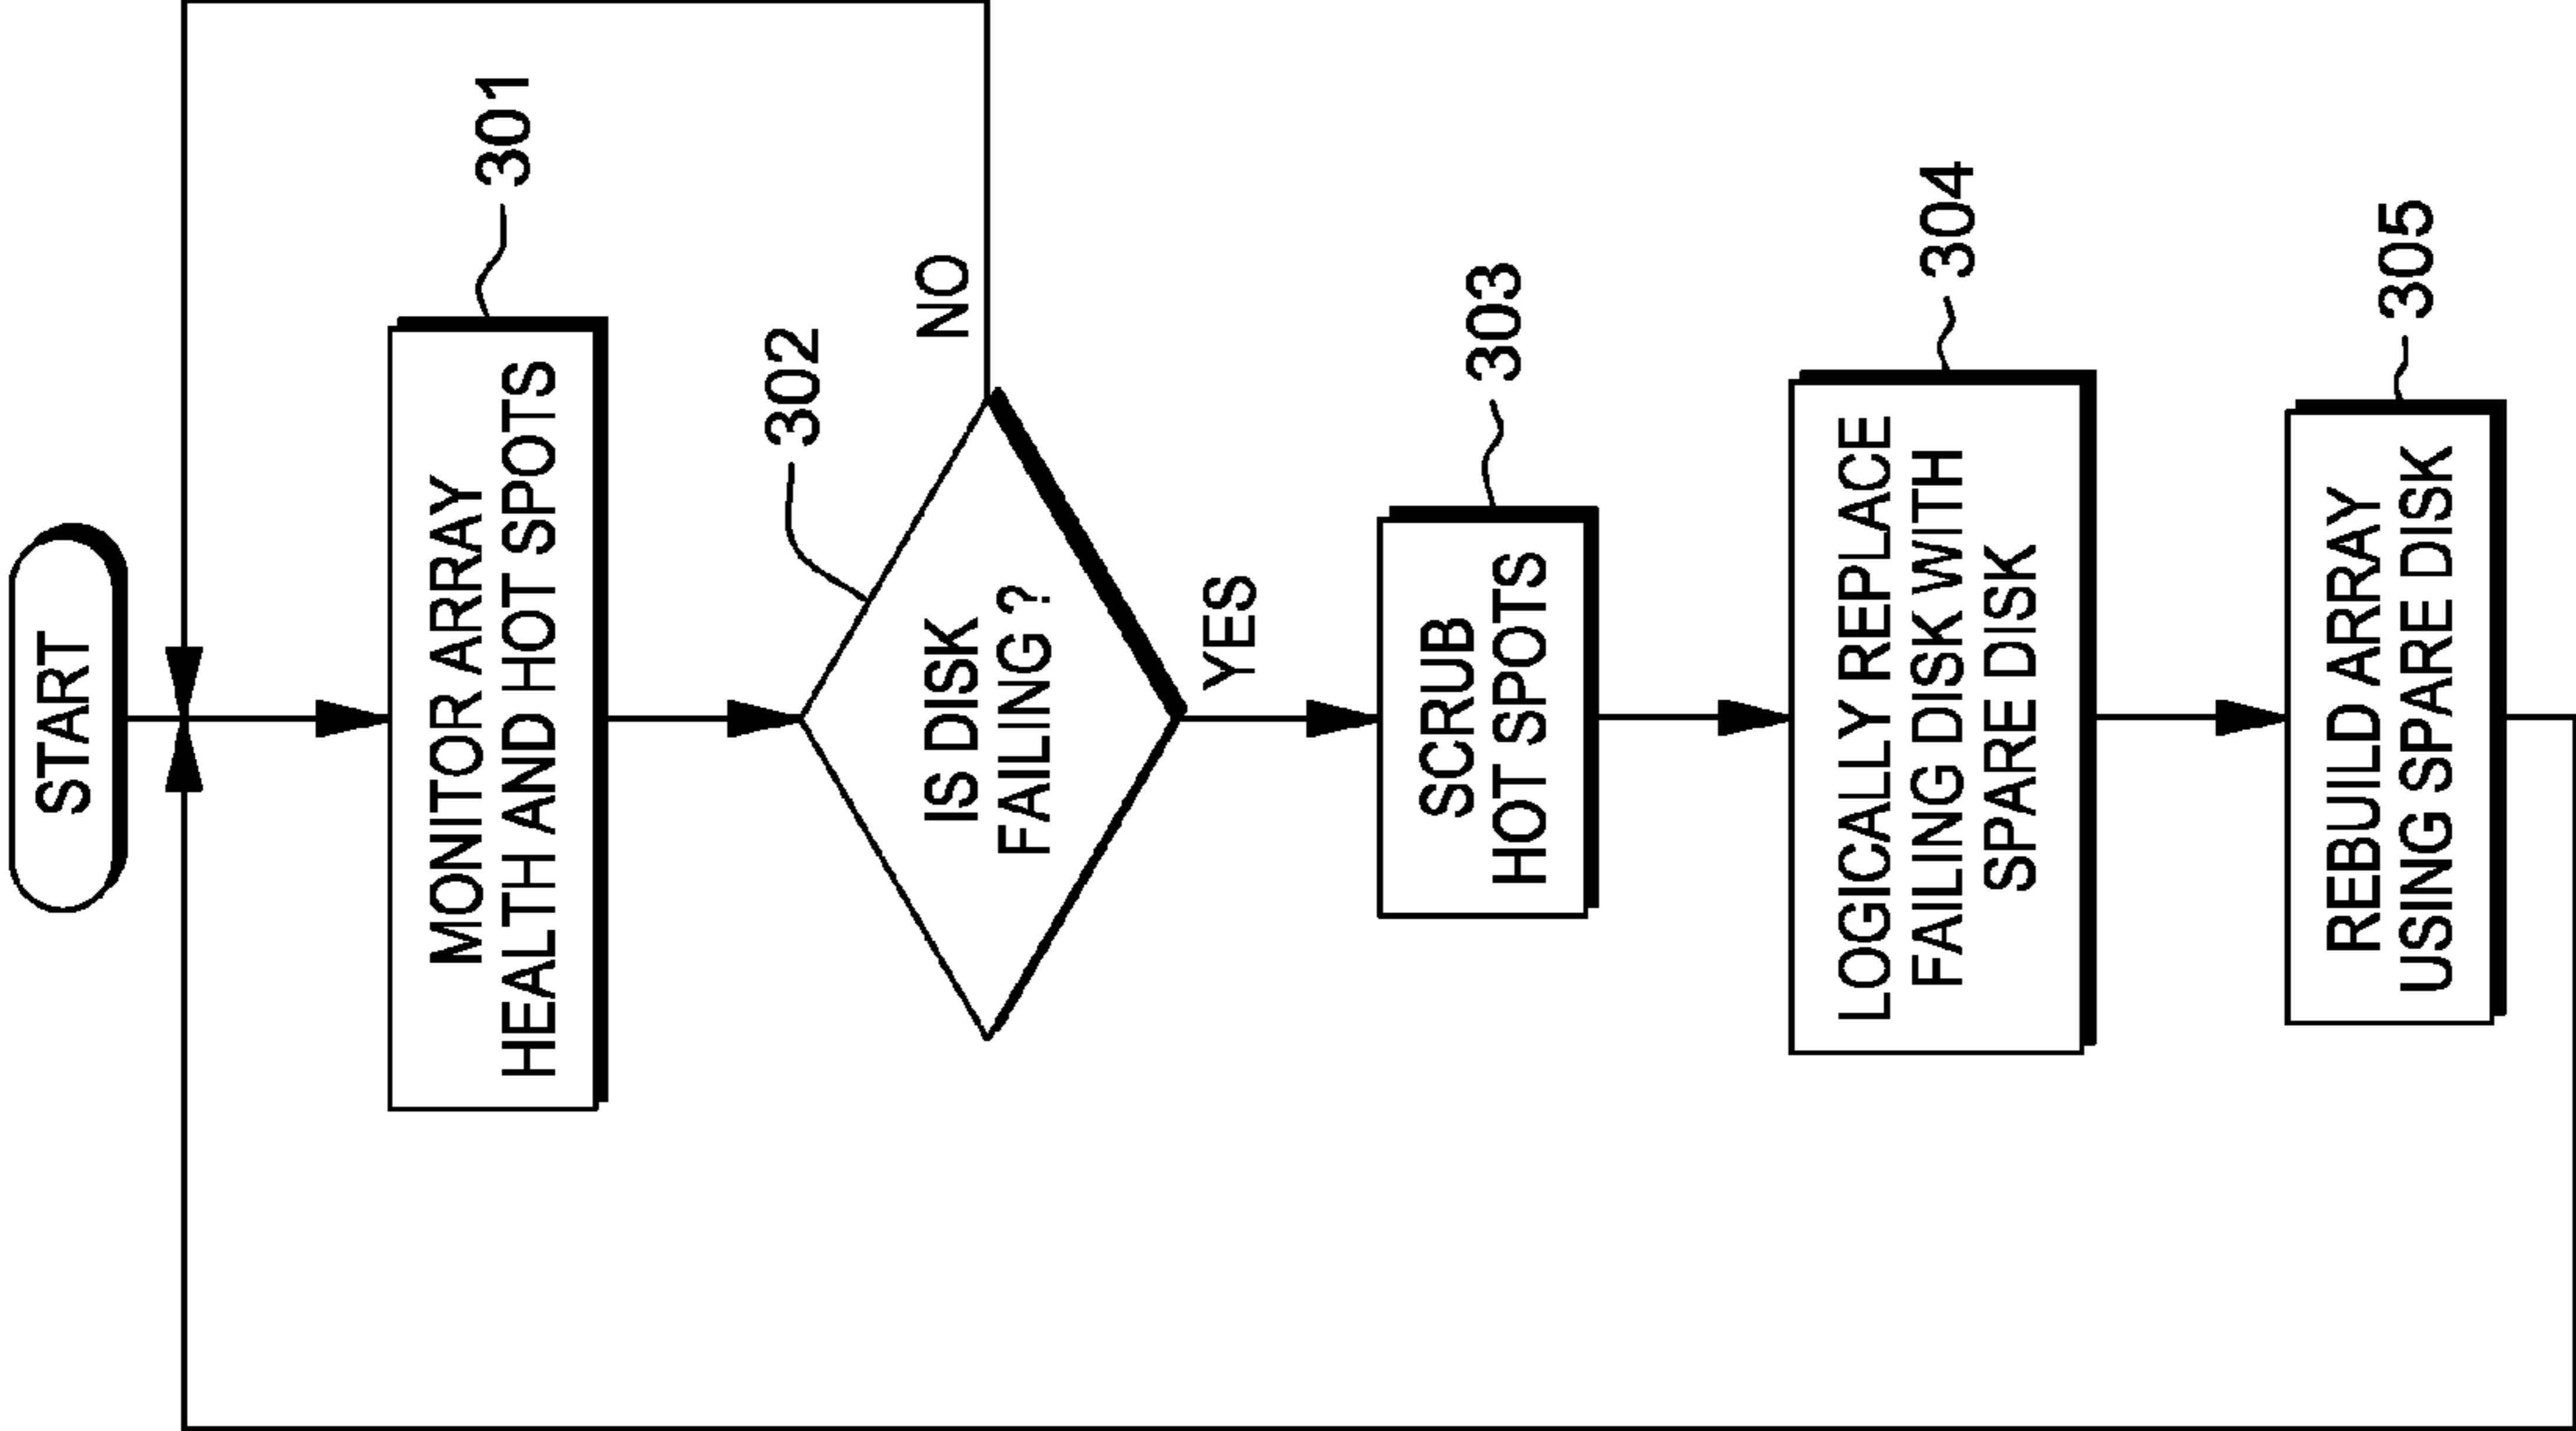 START
MONITOR ARRAY
HEALTH AND HOT SPOTS
301
IS DISK
FAILING ?
302
NO
YES
SCRUB
HOT SPOTS
303
LOGICALLY REPLACE
FAILING DISK WITH
SPARE DISK
304
REBUILD ARRAY
USING SPARE DISK
305